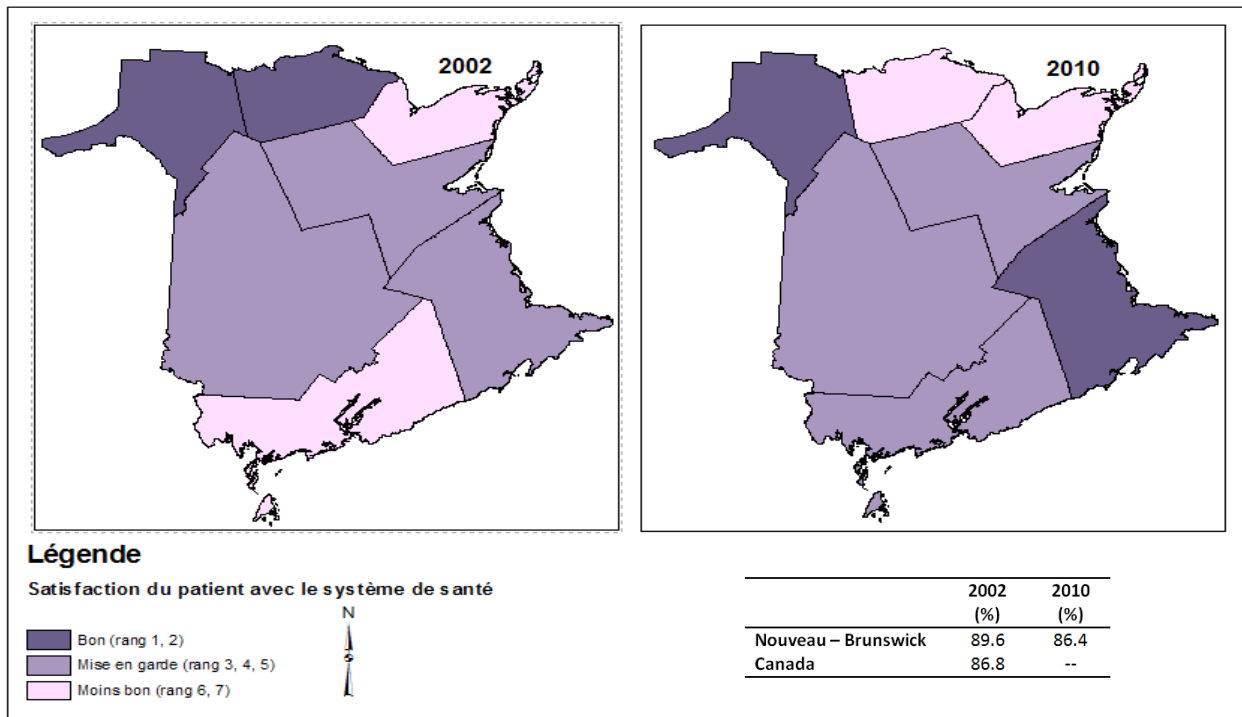 2002
2010
Légende
Satisfaction du patient avec le système de santé
N
Bon (rang 1, 2)
Mise en garde (rang 3, 4, 5)
Moins bon (rang 6, 7)
2002 2010
(%) (%)
Nouveau – Brunswick 89.6 86.4
Canada 86.8 --